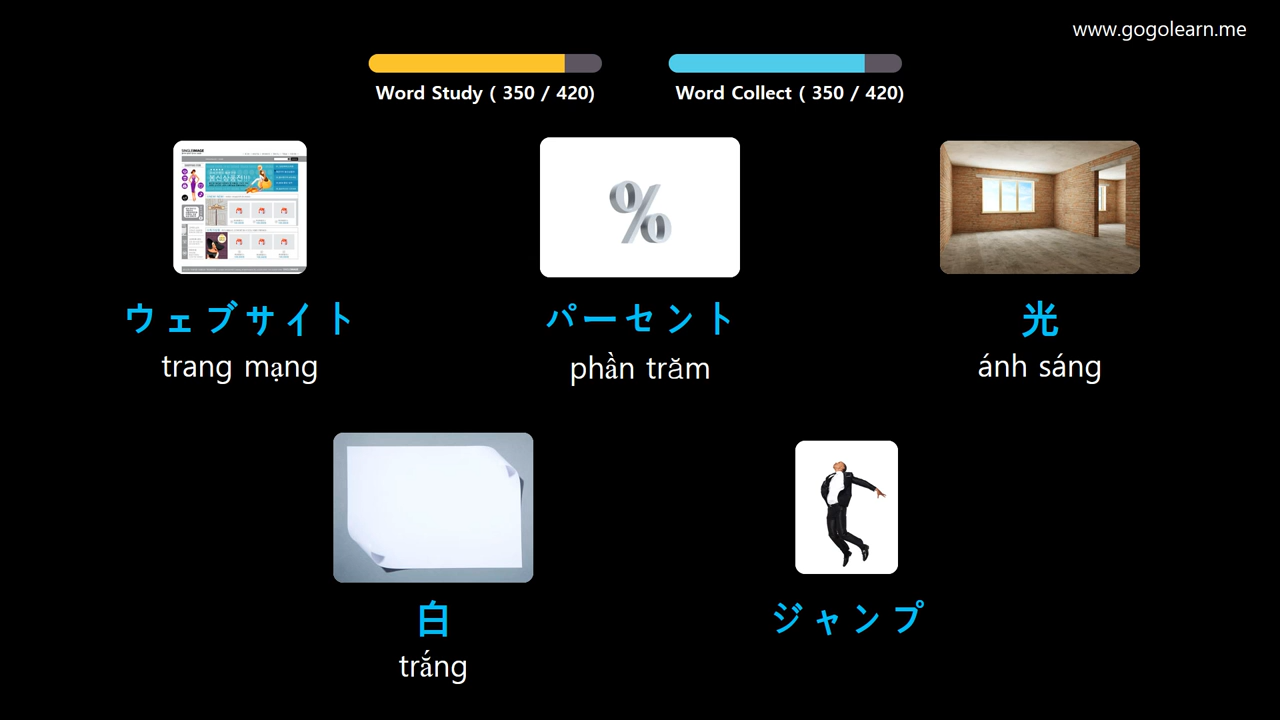 www.gogolearn.me
Word Study ( 350 / 420)
Word Collect ( 350 / 420)
ウェブサイト
パーセント
光
trang mạng
phần trăm
ánh sáng
白
ジャンプ
trắng